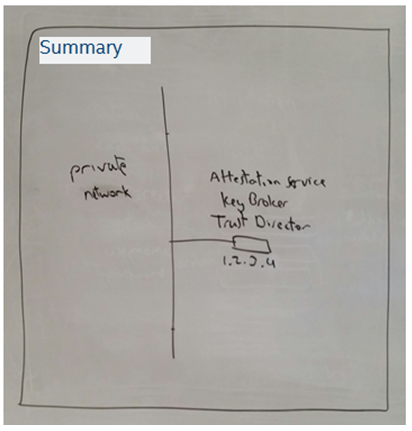 Summary
private
network
Attestation service
Key Broker
Trust Director
1.2.3.4